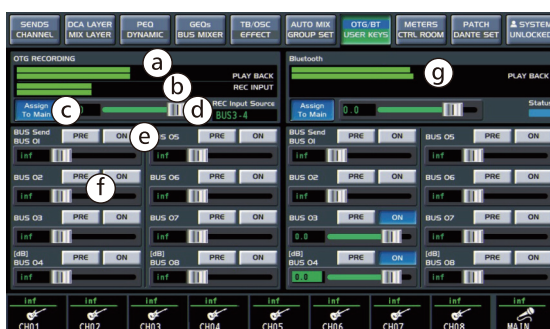 SENDS DCA LAYER PEQ GEQs TB/OSC AUTO MIX OTG/BT METERS PATCH SYSTEM
CHANNEL MIX LAYER DYNAMIC BUS MIXER EFFECT GROUP SET USER KEYS CTRL ROOM DANTE SET UNLOCKED
OTG RECORDING
a
PLAY BACK
b REC INPUT
Assign To Main c d REC Input Source
BUS3-4
Bluetooth
g
PLAY BACK
Assign To Main 0.0 Status
BUS Send
BUS 01 PRE ON e 05 PRE ON
inf inf
BUS 02 PRE ON BUS 06 PRE ON
inf f inf
BUS 03 PRE ON BUS 07 PRE ON
inf inf
[dB]
BUS 04 PRE ON [dB] BUS 08 PRE ON
inf inf
BUS Send
BUS 01 PRE ON BUS 05 PRE ON
inf inf
BUS 02 PRE ON BUS 06 PRE ON
inf inf
BUS 03 PRE ON BUS 07 PRE ON
0.0 inf
[dB]
BUS 04 PRE ON [dB] BUS 08 PRE ON
0.0 inf
inf inf inf inf inf inf inf inf inf
CH01 CH02 CH03 CH04 CH05 CH06 CH07 CH08 MAIN